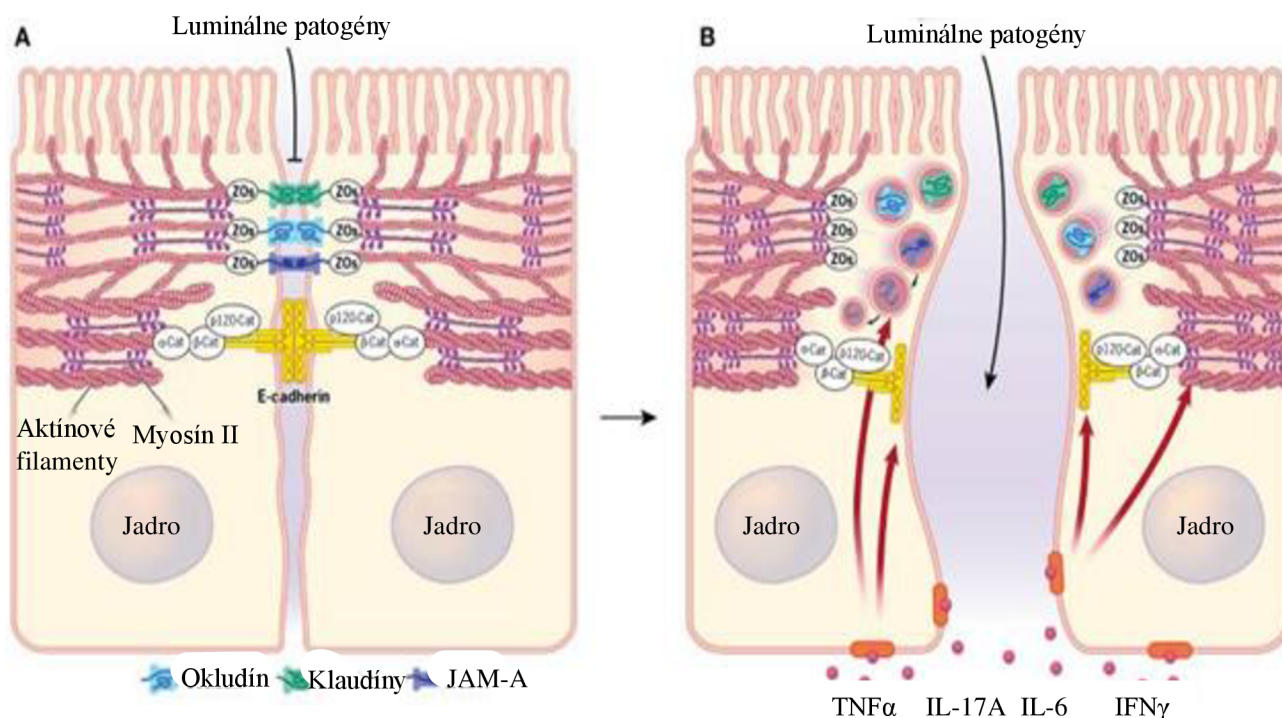 A
Luminálne patogény
ZOs ZOs
ZOs ZOs
ZOs ZOs
p120-Cat p120-Cat
α-Cat β-Cat β-Cat α-Cat
E-cadherin
Aktínové
filamenty
Myosín II
Jadro Jadro
Okludín Klaudíny JAM-A
B
Luminálne patogény
ZOs ZOs
ZOs ZOs
ZOs ZOs
α-Cat p120-Cat β-Cat
p120-Cat α-Cat β-Cat
Jadro Jadro
TNFα IL-17A IL-6 IFNγ